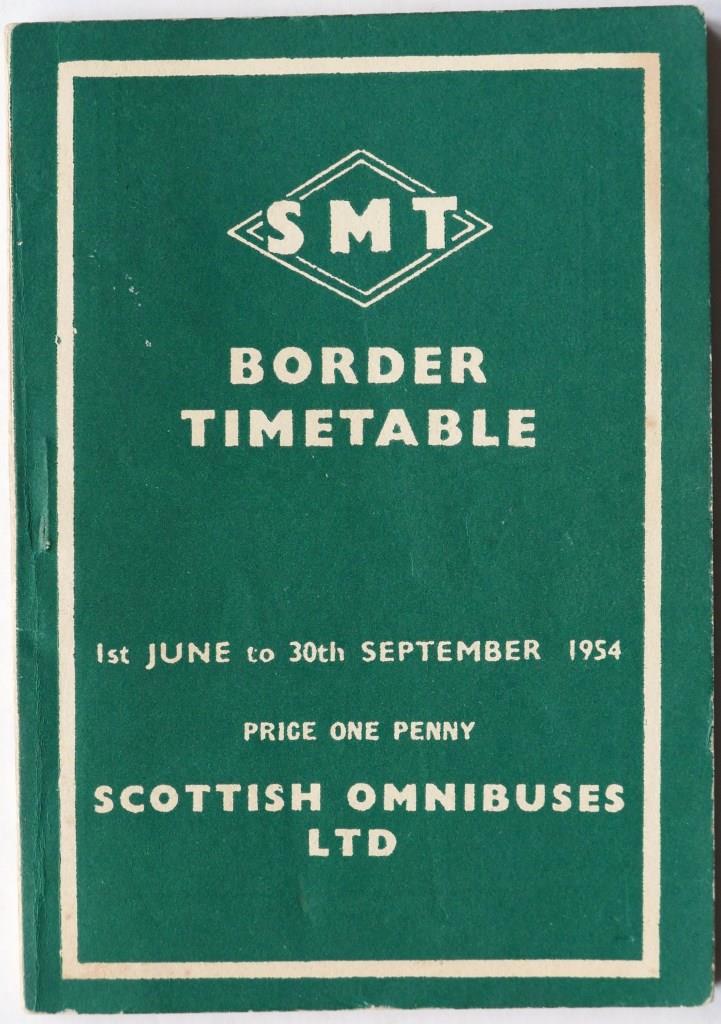 SMT
BORDER
TIMETABLE
1st JUNE to 30th SEPTEMBER 1954
PRICE ONE PENNY
SCOTTISH OMNIBUSES
LTD